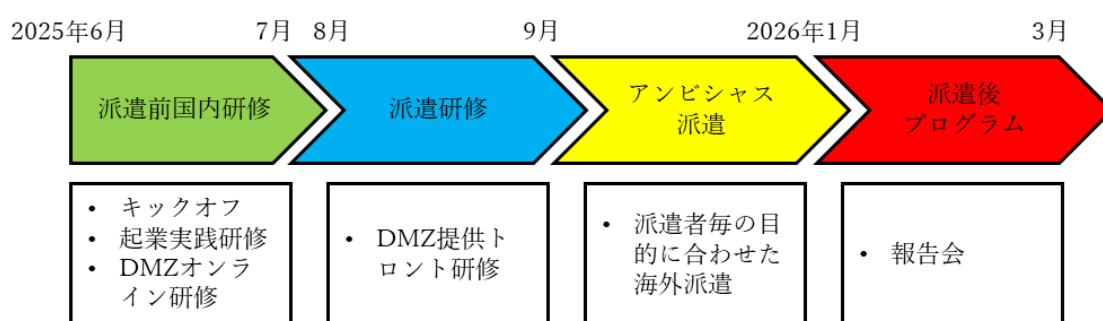 2025年6月 7月 8月 9月 2026年1月 3月
派遣前国内研修
派遣研修
アンビシャス
派遣
派遣後
プログラム
• キックオフ
• 起業実践研修
• DMZオンラ
イン研修
• DMZ提供ト
ロント研修
• 派遣者毎の目
的に合わせた
海外派遣
• 報告会